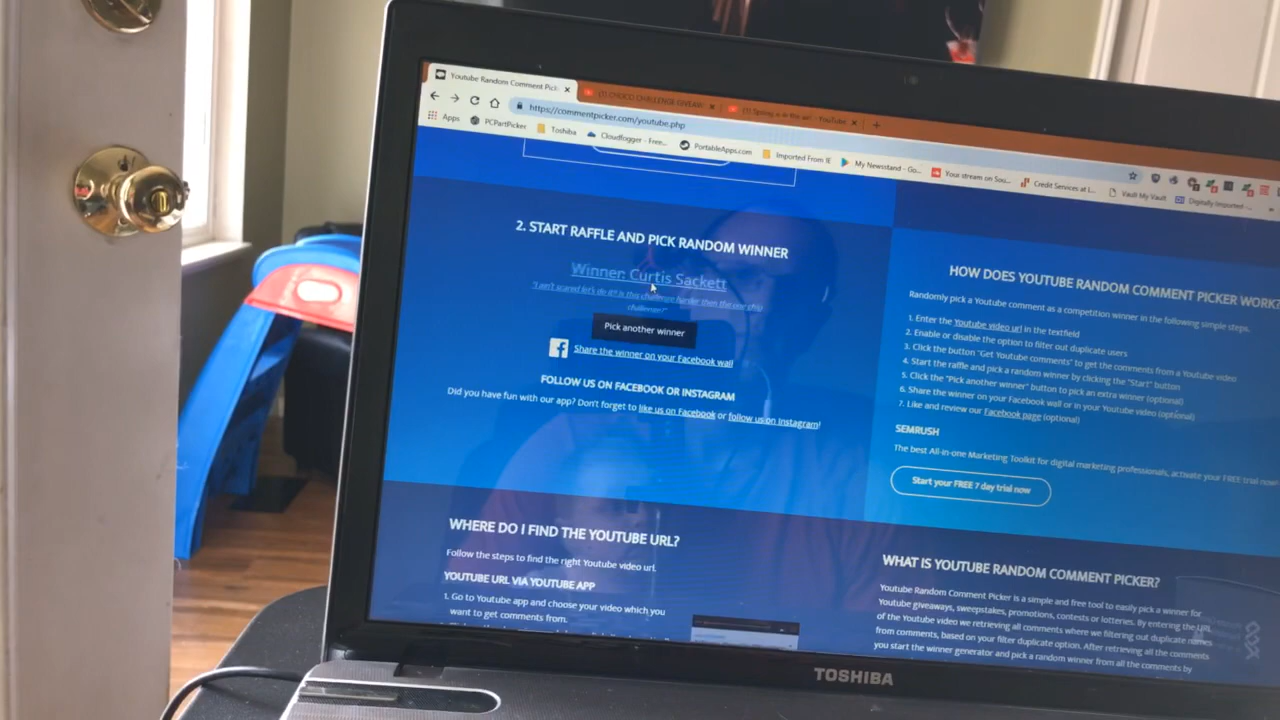 Youtube Random Comment Pick
(1) CHUCO CHALLENGE GIVEAW
- YouTube
https://commentpicker.com/youtube.php
Apps
PCPartPicker
Toshiba
Cloudfogger - Free...
PortableApps.com
Imported From IE
My Newsstand - Go...
Your stream on Sou...
Credit Services at L...
Vault My Vault
Digitally Imported
2. START RAFFLE AND PICK RANDOM WINNER
Winner: Curtis Sackett
challenge?"
Pick another winner
Share the winner on your Facebook wall
FOLLOW US ON FACEBOOK OR INSTAGRAM
Did you have fun with our app? Don't forget to like us on Facebook or follow us on Instagram!
HOW DOES YOUTUBE RANDOM COMMENT PICKER WORK?
Randomly pick a Youtube comment as a competition winner in the following simple steps,
1. Enter the Youtube video url in the textfield
2. Enable or disable the option to filter out duplicate users
3. Click the button "Get Youtube comments" to get the comments from a Youtube video
4. Start the raffle and pick a random winner by clicking the "Start" button
5. Click the "Pick another winner" button to pick an extra winner (optional)
6. Share the winner on your Facebook wall or in your Youtube video (optional)
7. Like and review our Facebook page (optional)
SEMRUSH
The best All-in-one Marketing Toolkit for digital marketing professionals, activate your FREE trial now!
Start your FREE 7 day trial now
WHERE DO I FIND THE YOUTUBE URL?
Follow the steps to find the right Youtube video url.
YOUTUBE URL VIA YOUTUBE APP
1. Go to Youtube app and choose your video which you
want to get comments from.
WHAT IS YOUTUBE RANDOM COMMENT PICKER?
Youtube Random Comment Picker is a simple and free tool to easily pick a winner for
Youtube giveaways, sweepstakes, promotions, contests or lotteries. By entering the URL
of the Youtube video we retrieving all comments where we filtering out duplicate names
from comments, based on your filter duplicate option. After retrieving all the comments
you start the winner generator and pick a random winner from all the comments by
TOSHIBA